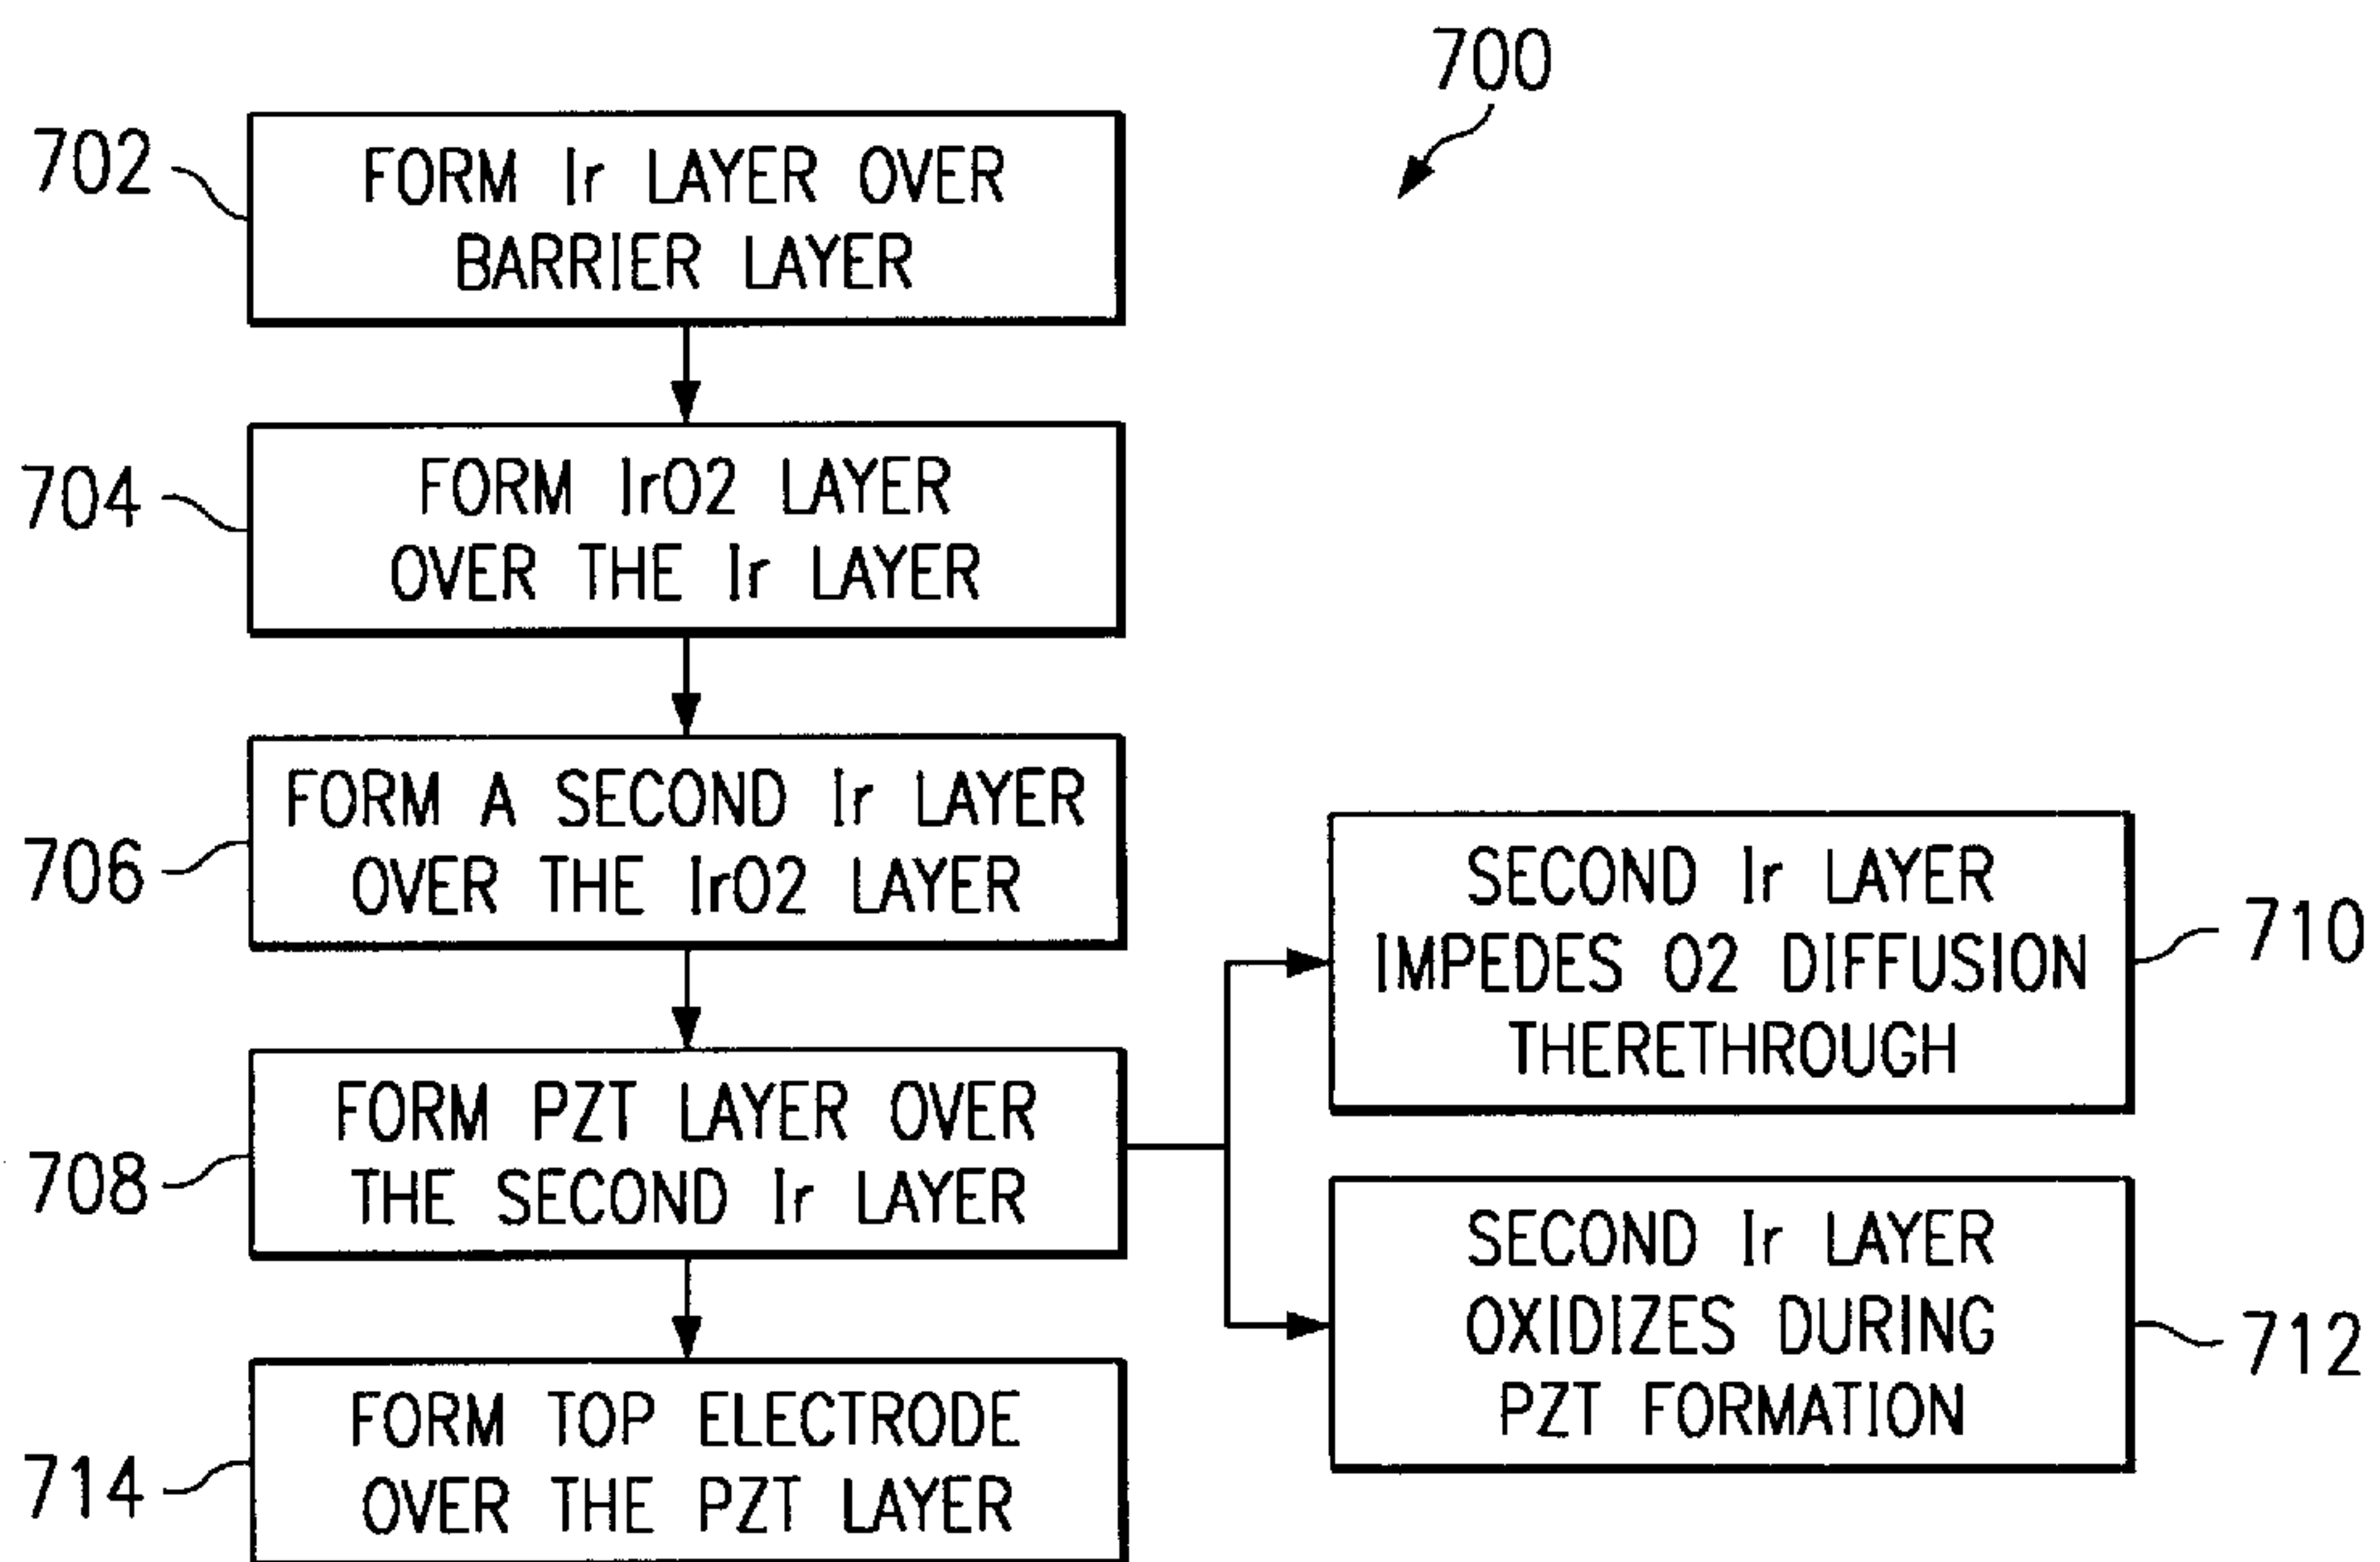 700
702
FORM Ir LAYER OVER
BARRIER LAYER
704
FORM IrO2 LAYER
OVER THE Ir LAYER
706
FORM A SECOND Ir LAYER
OVER THE IrO2 LAYER
708
FORM PZT LAYER OVER
THE SECOND Ir LAYER
SECOND Ir LAYER
IMPEDES O2 DIFFUSION
THERETHROUGH
710
SECOND Ir LAYER
OXIDIZES DURING
PZT FORMATION
712
714
FORM TOP ELECTRODE
OVER THE PZT LAYER